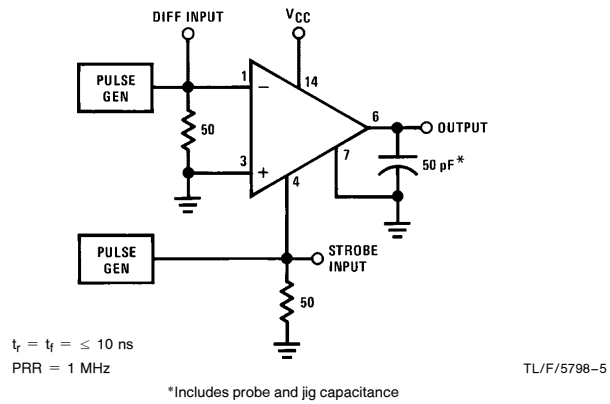 DIFF INPUT
VCC
PULSE
GEN
1
−
14
50
6
OUTPUT
3
+
7
50 pF*
4
PULSE
GEN
STROBE
INPUT
50
tr = tf = ≤ 10 ns
PRR = 1 MHz
TL/F/5798–5
*Includes probe and jig capacitance